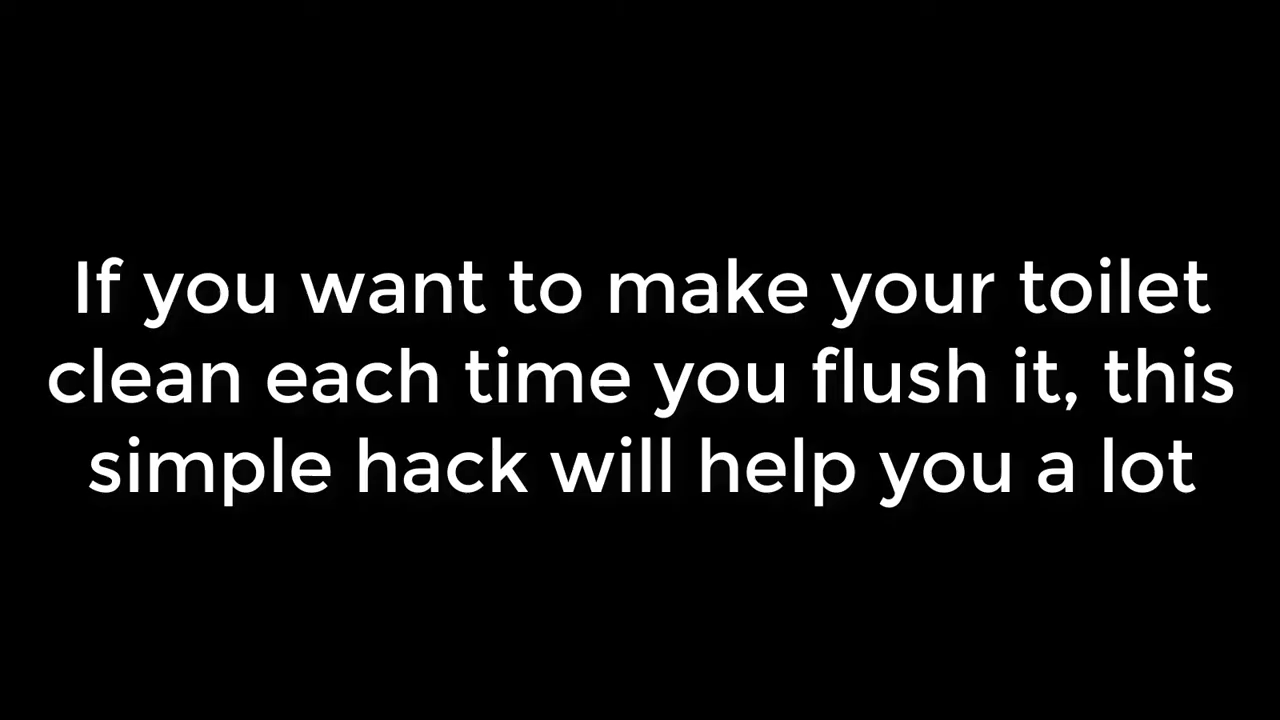 If you want to make your toilet
clean each time you flush it, this
simple hack will help you a lot